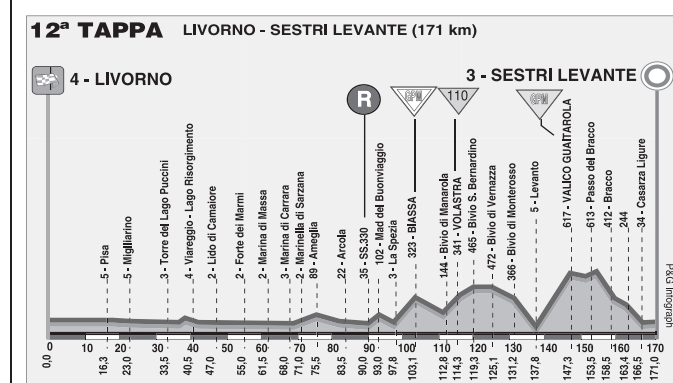 12ª TAPPA LIVORNO - SESTRI LEVANTE (171 km)
4 - LIVORNO
3 - SESTRI LEVANTE
R
GPM
110
GPM
5 - Pisa
5 - Migliarino
3 - Torre del Lago Puccini
4 - Viareggio - Lago Risorgimento
2 - Lido di Camaiore
2 - Forte dei Marmi
2 - Marina di Massa
3 - Marina di Carrara
2 - Marinella di Sarzana
89 - Ameglia
22 - Arcola
35 - SS.330
102 - Mad del Buonviaggio
3 - La Spezia
323 - BIASSA
144 - Bivio di Manarola
341 - VOLASTRA
465 - Bivio S. Bernardino
472 - Bivio di Vernazza
366 - Bivio di Monterosso
5 - Levanto
617 - VALICO GUAITAROLA
613 - Passo del Bracco
412 - Bracco
244
34 - Casarza Ligure
P&G Infograph
0 10 20 30 40 50 60 70 80 90 100 110 120 130 140 150 160 170
0,0
16,3
23,0
33,5
40,5
47,0
55,0
61,5
68,0
71,0
75,5
83,5
90,0
93,0
97,0
103,1
112,8
114,3
119,9
125,1
131,2
137,8
147,3
153,5
158,5
163,4
166,5
171,0